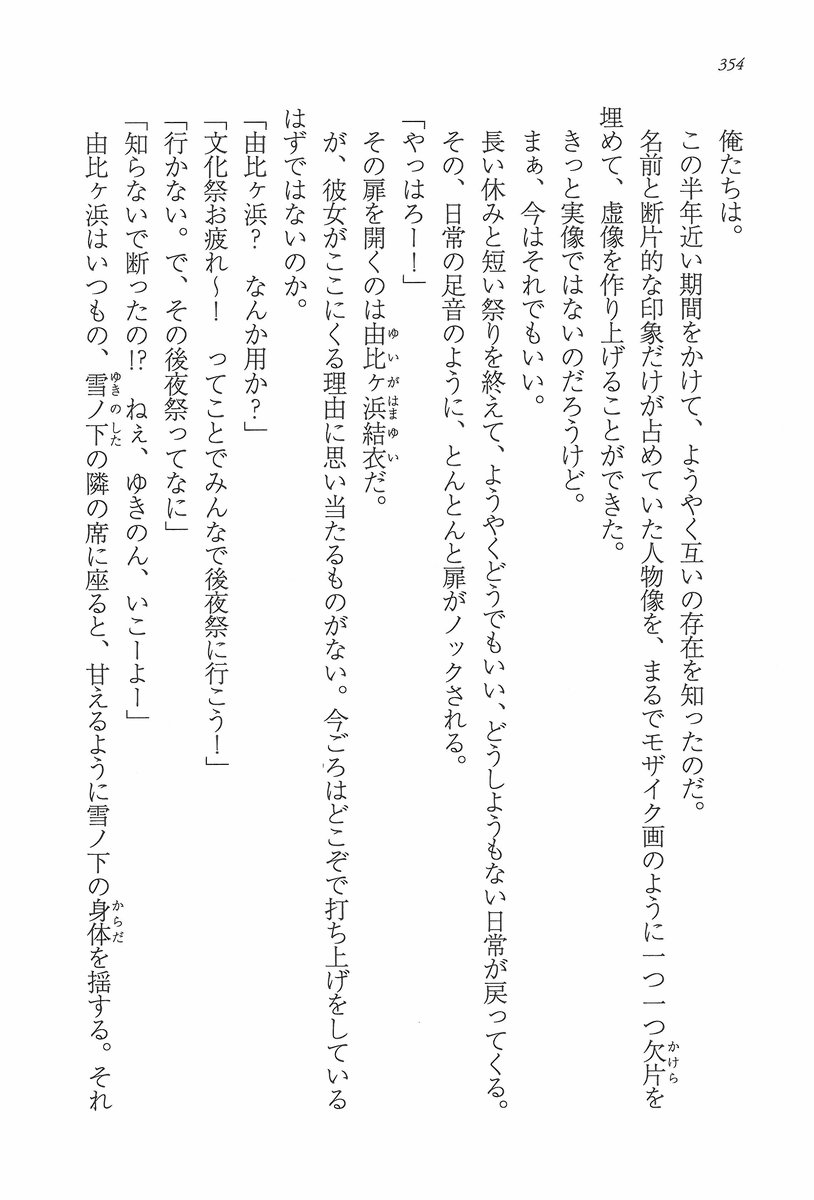 354
俺たちは。
この半年近い期間をかけて、ようやく互いの存在を知ったのだ。
名前と断片的な印象だけが占めていた人物像を、まるでモザイク画のように一つ一つ欠片を
埋めて、虚像を作り上げることができた。
きっと実像ではないのだろうけど。
まぁ、今はそれでもいい。
長い休みと短い祭りを終えて、ようやくどうでもいい、どうしようもない日常が戻ってくる。
その、日常の足音のように、とんとんと扉がノックされる。
「やっはろー！」
その扉を開くのは由比ヶ浜結衣だ。
が、彼女がここにくる理由に思い当たるものがない。今ごろはどこぞで打ち上げをしている
はずではないのか。
「由比ヶ浜？　なんか用か？」
「文化祭お疲れ～！　ってことでみんなで後夜祭に行こう！」
「行かない。で、その後夜祭ってなに」
「知らないで断ったの!?　ねぇ、ゆきのん、いこーよー」
由比ヶ浜はいつもの、雪ノ下の隣の席に座ると、甘えるように雪ノ下の身体を揺する。それ